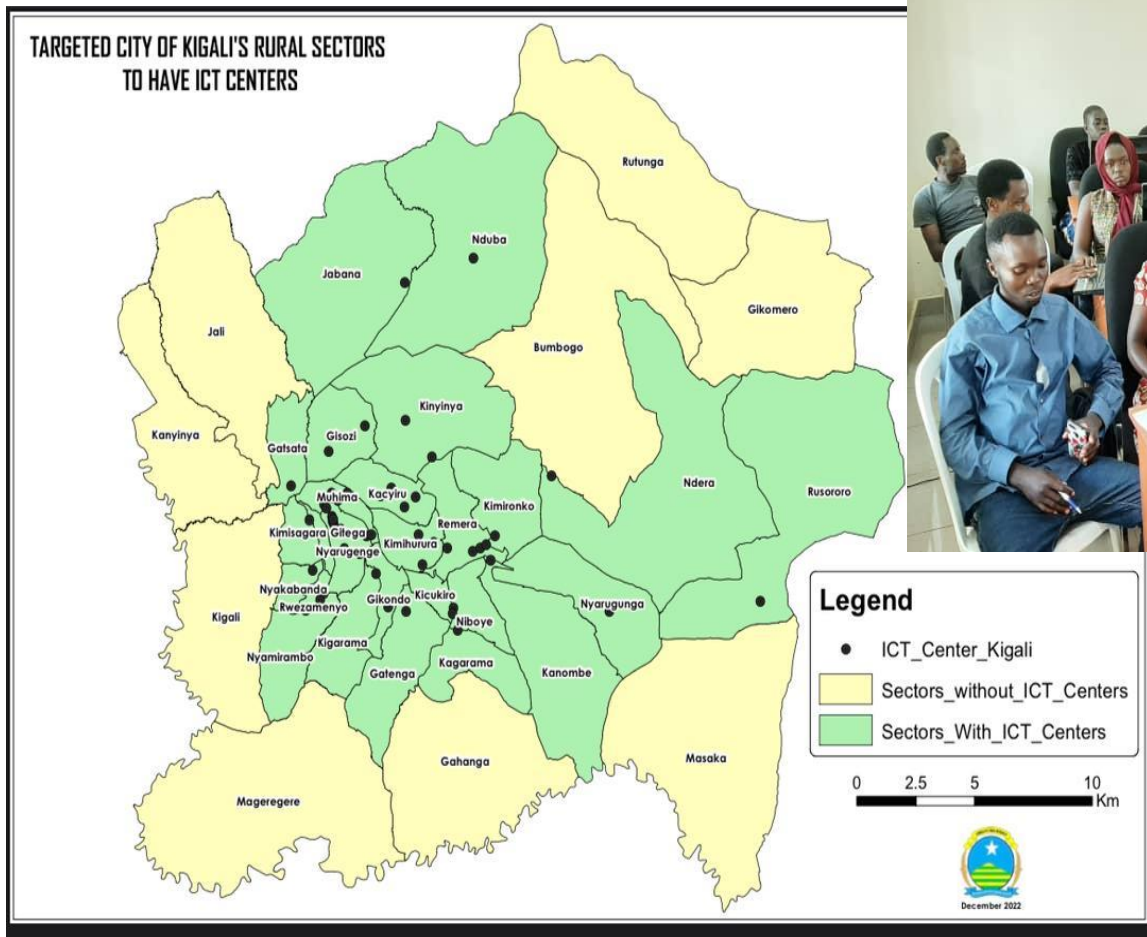 TARGETED CITY OF KIGALI'S RURAL SECTORS
TO HAVE ICT CENTERS
Rutunga
Nduba
Jabana
Gikomero
Jali
Bumbogo
Kinyinya
Gisozi
Kanyinya
Gatsata
Ndera
Rusororo
Muhima
Kacyiru
Kimironko
Remera
Kimisagara
Gitega
Kimihurura
Nyarugenge
Nyakabanda
Gikondo
Kicukiro
Nyarugunga
Rwezamenyo
Kigali
Niboye
Kigarama
Nyamirambo
Kagarama
Gatenga
Kanombe
Gahanga
Masaka
Mageregere
Legend
ICT_Center_Kigali
Sectors_without_ICT_Centers
Sectors_With_ICT_Centers
0 2.5 5 10
Km
December 2022